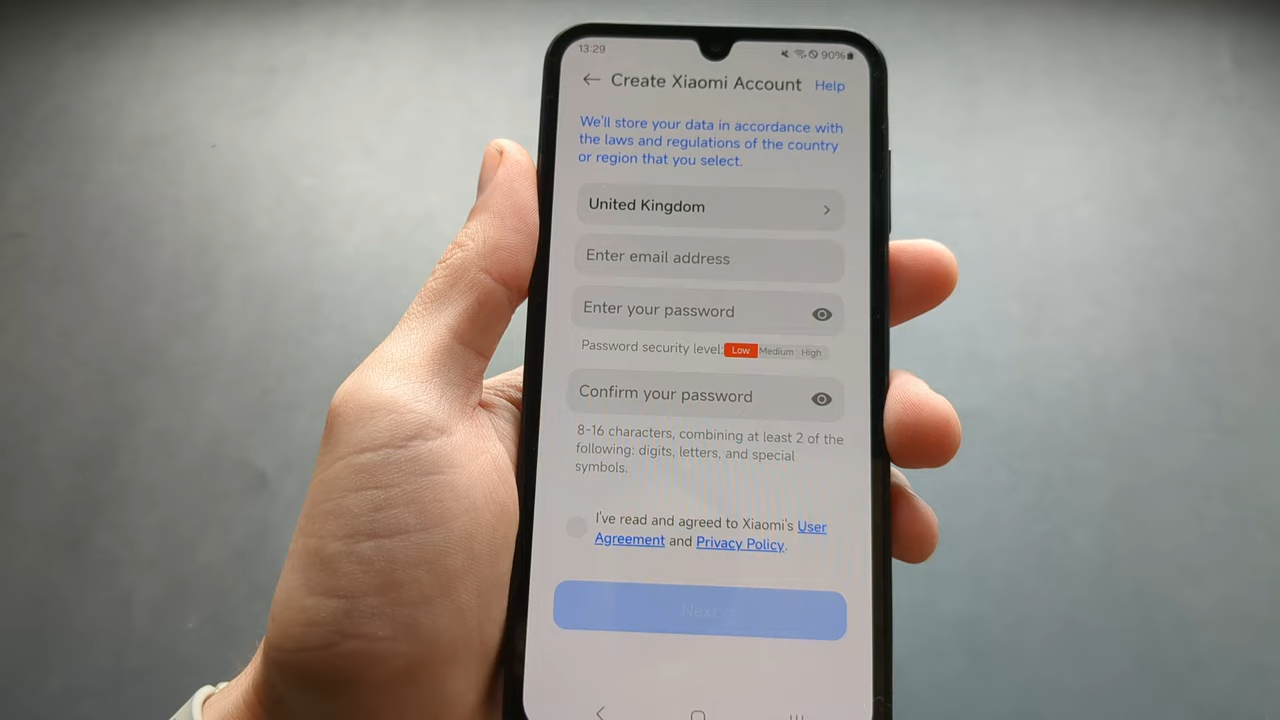 13:29 90%
Create Xiaomi Account Help
We'll store your data in accordance with
the laws and regulations of the country
or region that you select.
United Kingdom
Enter email address
Enter your password
Password security level: Low Medium High
Confirm your password
8-16 characters, combining at least 2 of the
following: digits, letters, and special
symbols.
I've read and agreed to Xiaomi's User
Agreement and Privacy Policy.
Next